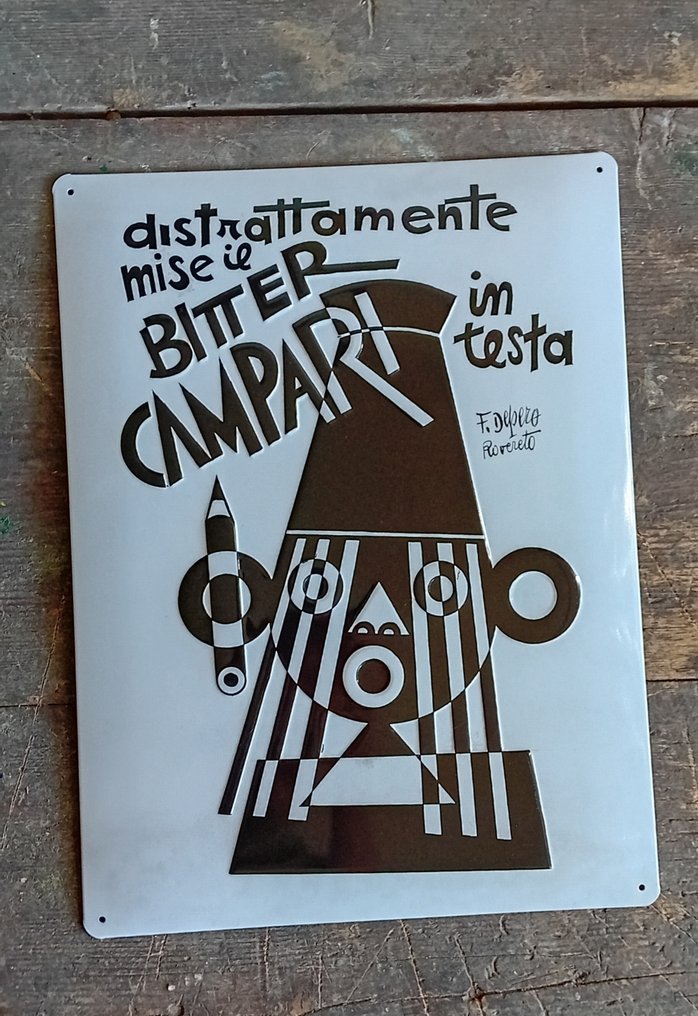 distrattamente
mise il
BITTER
CAMPARI
in
testa
F. Depero
Rovereto